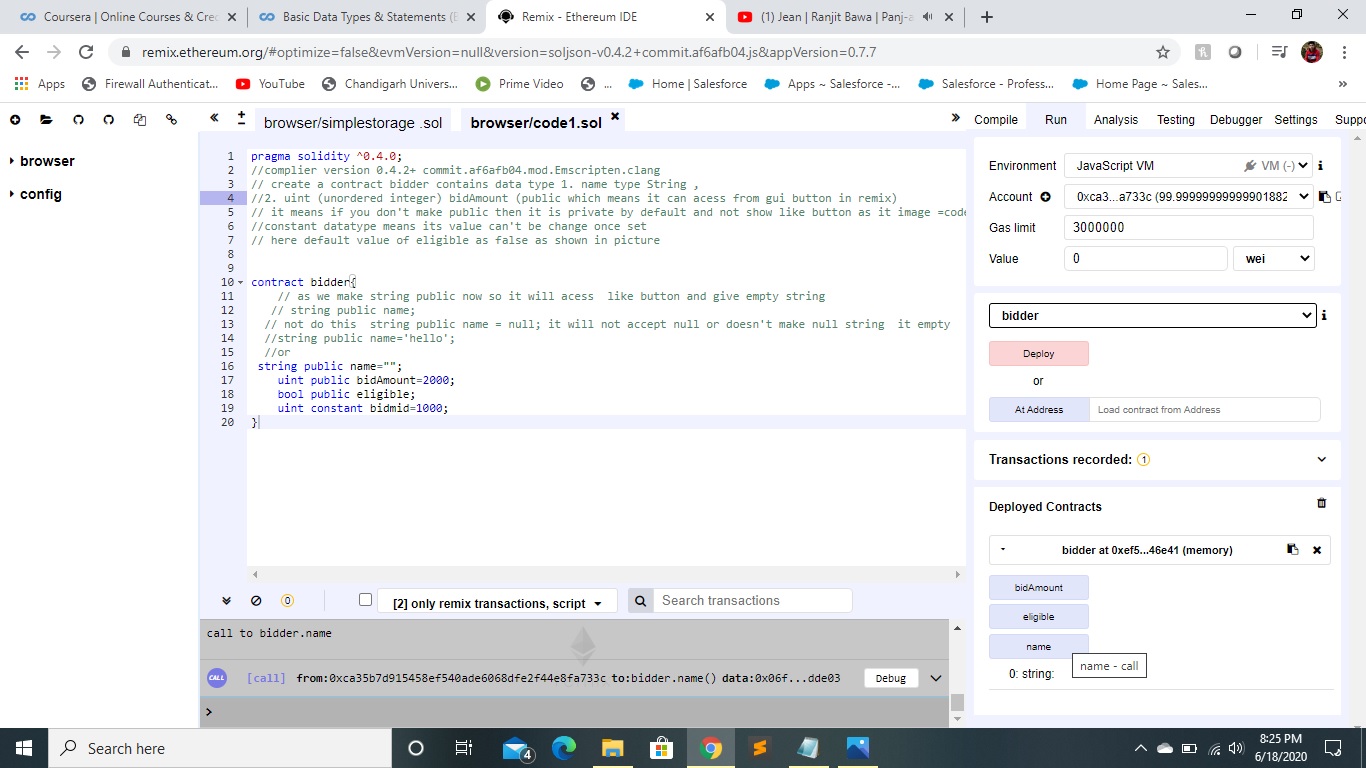 Coursera | Online Courses & Cre
Basic Data Types & Statements (
Remix - Ethereum IDE
(1) Jean | Ranjit Bawa | Panj-a
remix.ethereum.org/#optimize=false&evmVersion=null&version=soljson-v0.4.2+commit.af6afb04.js&appVersion=0.7.7
Apps
Firewall Authenticat...
YouTube
Chandigarh Univers...
Prime Video
...
Home | Salesforce
Apps ~ Salesforce -...
Salesforce - Profess...
Home Page ~ Sales...
»
browser
config
browser/simplestorage .sol
browser/code1.sol
1 pragma solidity ^0.4.0;
2 //complier version 0.4.2+ commit.af6afb04.mod.Emscripten.clang
3 // create a contract bidder contains data type 1. name type String ,
4 //2. uint (unordered integer) bidAmount (public which means it can acess from gui button in remix)
5 // it means if you don't make public then it is private by default and not show like button as it image =code
6 //constant datatype means its value can't be change once set
7 // here default value of eligible as false as shown in picture
8
9
10 contract bidder{
11 // as we make string public now so it will acess  like button and give empty string
12 // string public name;
13 // not do this  string public name = null; it will not accept null or doesn't make null string  it empty
14 //string public name='hello';
15 //or
16 string public name="";
17 uint public bidAmount=2000;
18 bool public eligible;
19 uint constant bidmid=1000;
20 }
0
[2] only remix transactions, script
Search transactions
call to bidder.name
CALL
[call] from:0xca35b7d915458ef540ade6068dfe2f44e8fa733c to:bidder.name() data:0x06f...dde03
Debug
>
Compile
Run
Analysis
Testing
Debugger
Settings
Suppo
Environment
JavaScript VM
VM (-)
Account
0xca3...a733c (99.9999999999990188
Gas limit
3000000
Value
0
wei
bidder
Deploy
or
At Address
Load contract from Address
Transactions recorded: 1
Deployed Contracts
bidder at 0xef5...46e41 (memory)
bidAmount
eligible
name
name - call
0: string:
Search here
4
8:25 PM
6/18/2020